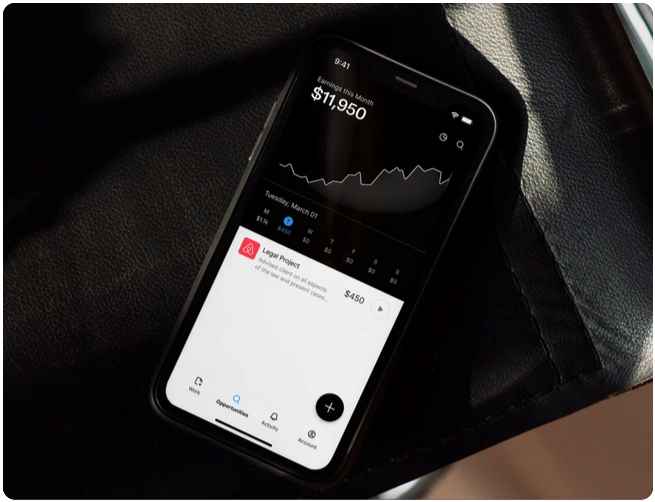 9:41
Earnings this Month
$11,950
Tuesday, March 01
M T W T F S S
$1.1k $450 $0 $0 $0 $0 $0
Legal Project
Advised client on all aspects
of the law and present cases...
$450
Work Opportunities Activity Account